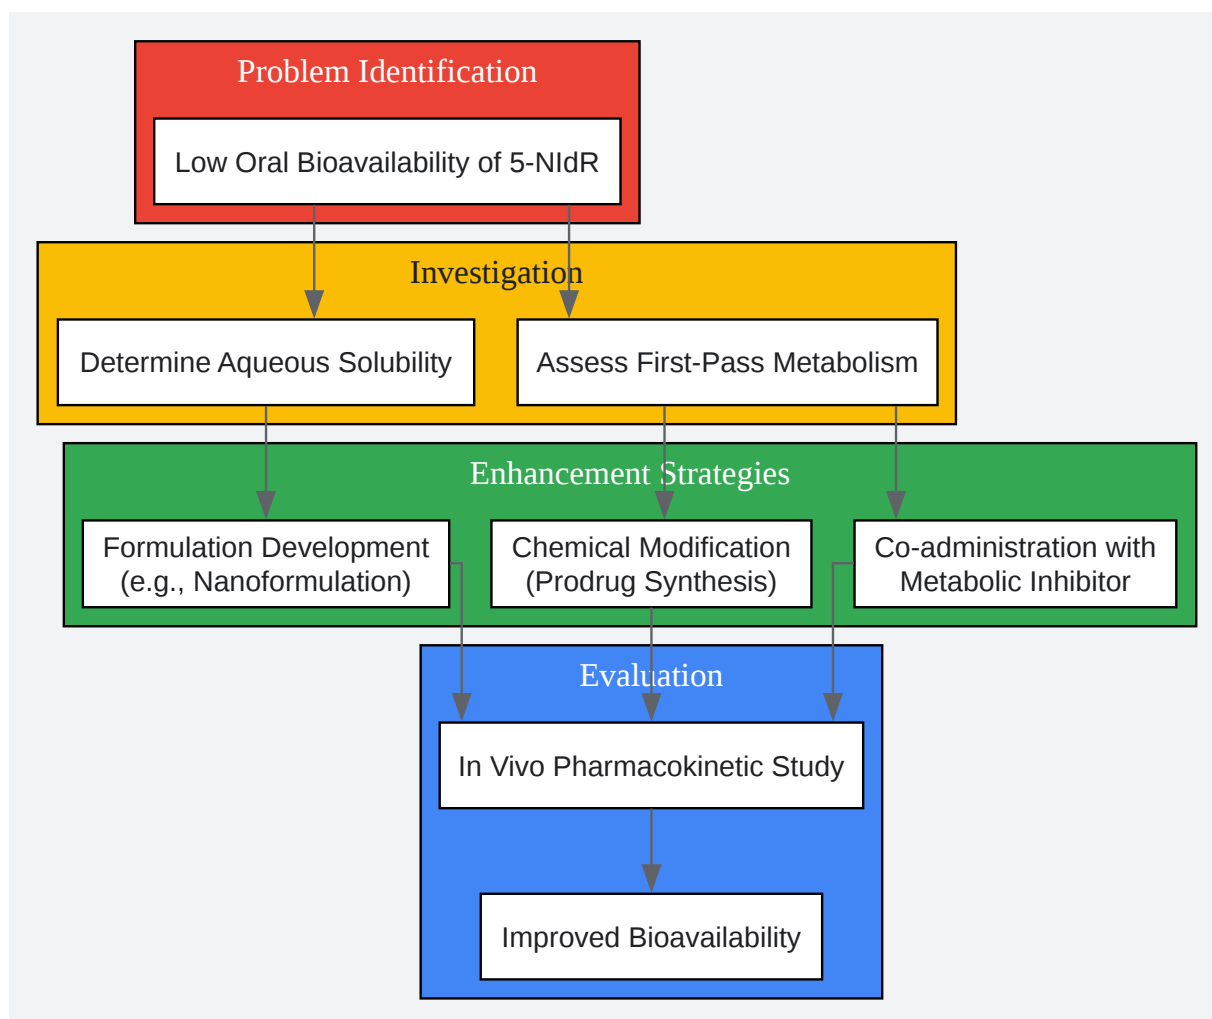 Problem Identification
Low Oral Bioavailability of 5-NIdR
Investigation
Determine Aqueous Solubility
Assess First-Pass Metabolism
Enhancement Strategies
Formulation Development
(e.g., Nanoformulation)
Chemical Modification
(Prodrug Synthesis)
Co-administration with
Metabolic Inhibitor
Evaluation
In Vivo Pharmacokinetic Study
Improved Bioavailability